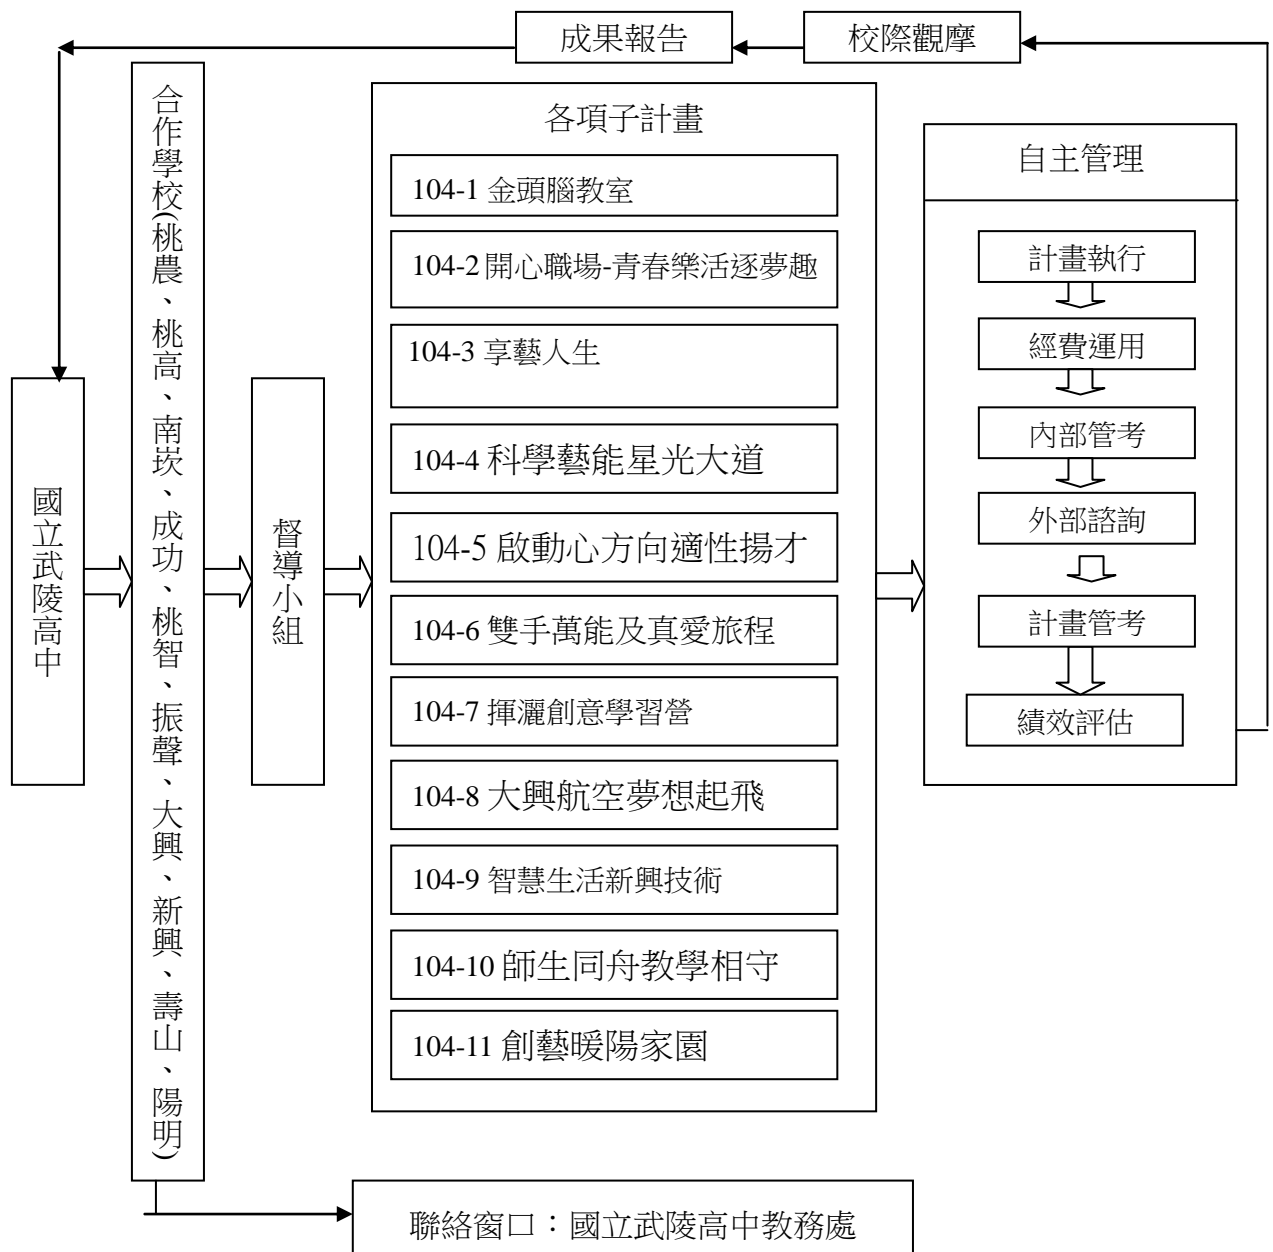 成果報告
校際觀摩
國立武陵高中
合作學校(桃農、桃高、南崁、成功、桃智、振聲、大興、新興、壽山、陽明)
督導小組
各項子計畫
104-1 金頭腦教室
104-2 開心職場-青春樂活逐夢趣
104-3 享藝人生
104-4 科學藝能星光大道
104-5 啟動心方向適性揚才
104-6 雙手萬能及真愛旅程
104-7 揮灑創意學習營
104-8 大興航空夢想起飛
104-9 智慧生活新興技術
104-10 師生同舟教學相守
104-11 創藝暖陽家園
自主管理
計畫執行
經費運用
內部管考
外部諮詢
計畫管考
績效評估
聯絡窗口：國立武陵高中教務處